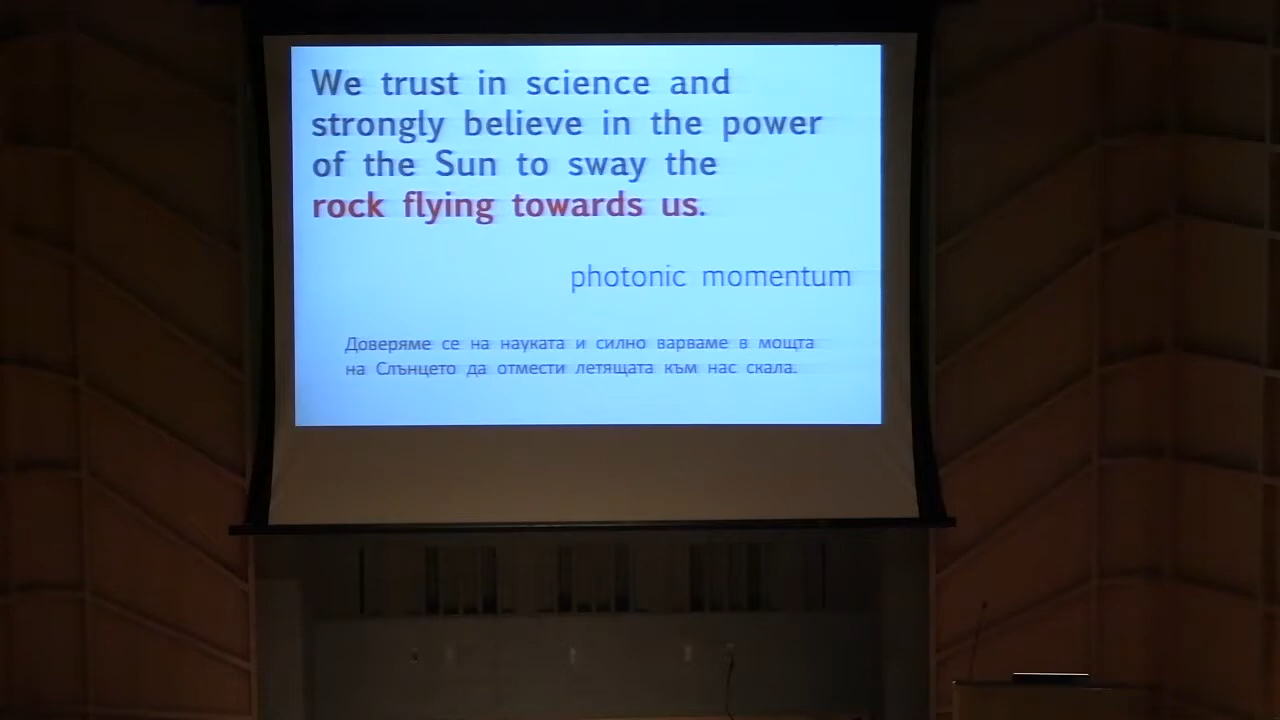 We trust in science and
strongly believe in the power
of the Sun to sway the
rock flying towards us.
photonic momentum
Доверяме се на науката и силно варваме в мощта
на Слънцето да отмести летящата към нас скала.